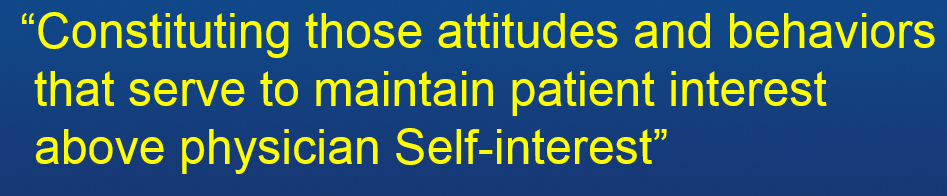 “Constituting those attitudes and behaviors
that serve to maintain patient interest
above physician Self-interest”